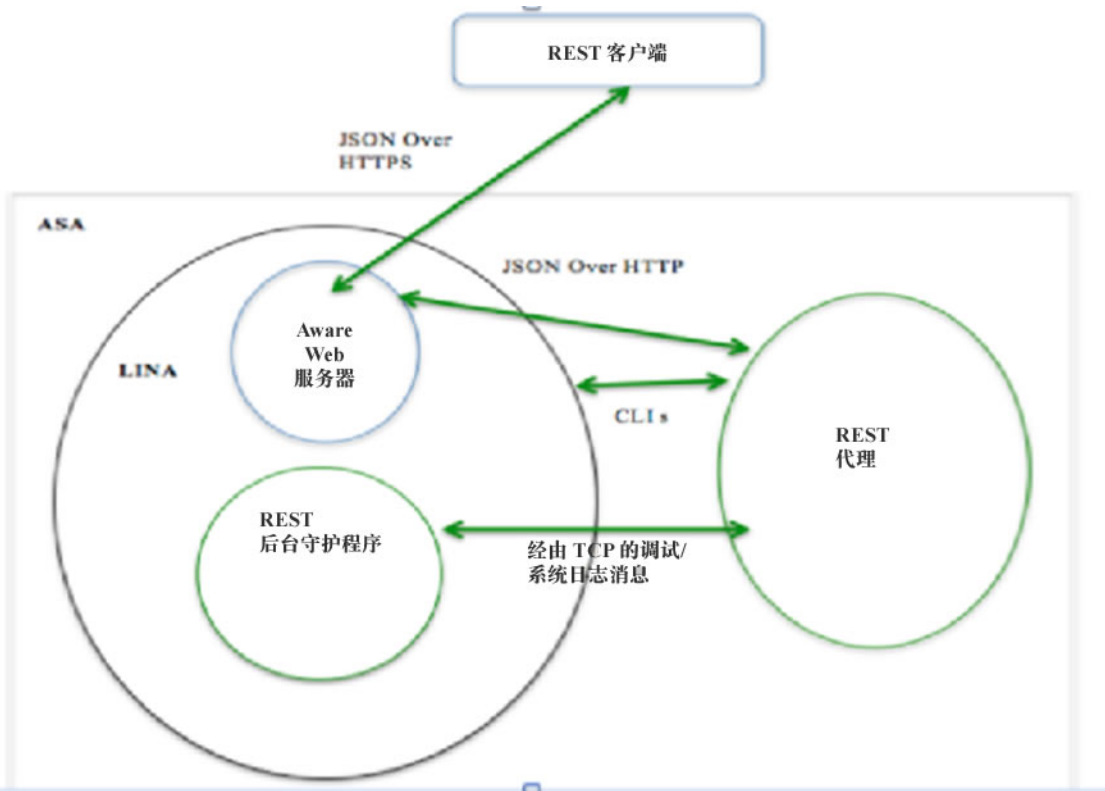 REST 客户端
JSON Over
HTTPS
ASA
JSON Over HTTP
Aware
Web
服务器
LINA
CLI s
REST
代理
REST
后台守护程序
经由 TCP 的调试/
系统日志消息